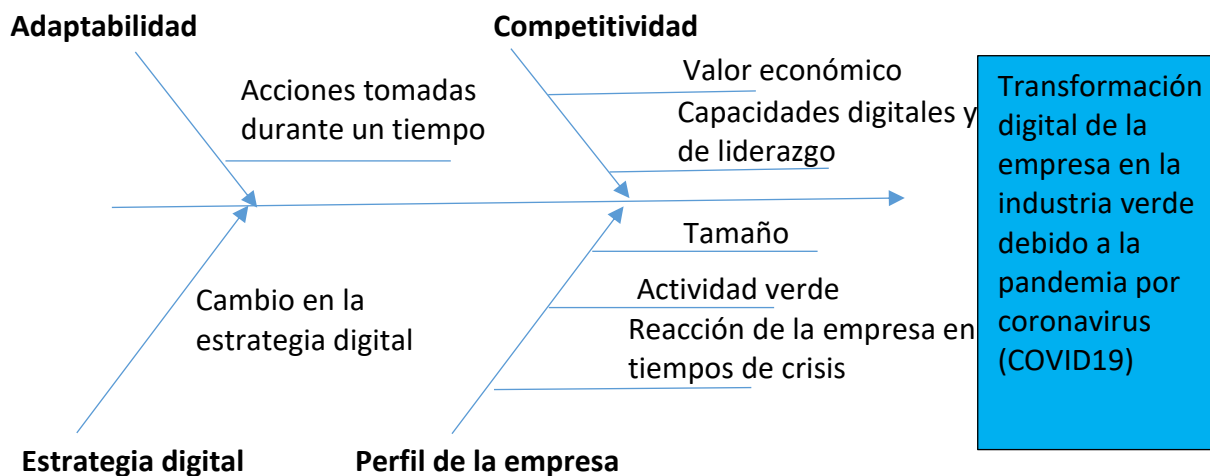 Adaptabilidad
Competitividad
Acciones tomadas
durante un tiempo
Valor económico
Capacidades digitales y
de liderazgo
Tamaño
Actividad verde
Reacción de la empresa en
tiempos de crisis
Cambio en la
estrategia digital
Estrategia digital
Perfil de la empresa
Transformación
digital de la
empresa en la
industria verde
debido a la
pandemia por
coronavirus
(COVID19)